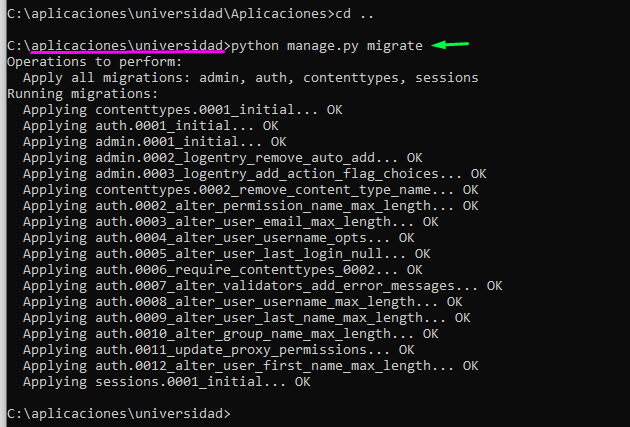 C:\aplicaciones\universidad\Aplicaciones>cd ..
C:\aplicaciones\universidad>python manage.py migrate
Operations to perform:
  Apply all migrations: admin, auth, contenttypes, sessions
Running migrations:
  Applying contenttypes.0001_initial... OK
  Applying auth.0001_initial... OK
  Applying admin.0001_initial... OK
  Applying admin.0002_logentry_remove_auto_add... OK
  Applying admin.0003_logentry_add_action_flag_choices... OK
  Applying contenttypes.0002_remove_content_type_name... OK
  Applying auth.0002_alter_permission_name_max_length... OK
  Applying auth.0003_alter_user_email_max_length... OK
  Applying auth.0004_alter_user_username_opts... OK
  Applying auth.0005_alter_user_last_login_null... OK
  Applying auth.0006_require_contenttypes_0002... OK
  Applying auth.0007_alter_validators_add_error_messages... OK
  Applying auth.0008_alter_user_username_max_length... OK
  Applying auth.0009_alter_user_last_name_max_length... OK
  Applying auth.0010_alter_group_name_max_length... OK
  Applying auth.0011_update_proxy_permissions... OK
  Applying auth.0012_alter_user_first_name_max_length... OK
  Applying sessions.0001_initial... OK
C:\aplicaciones\universidad>